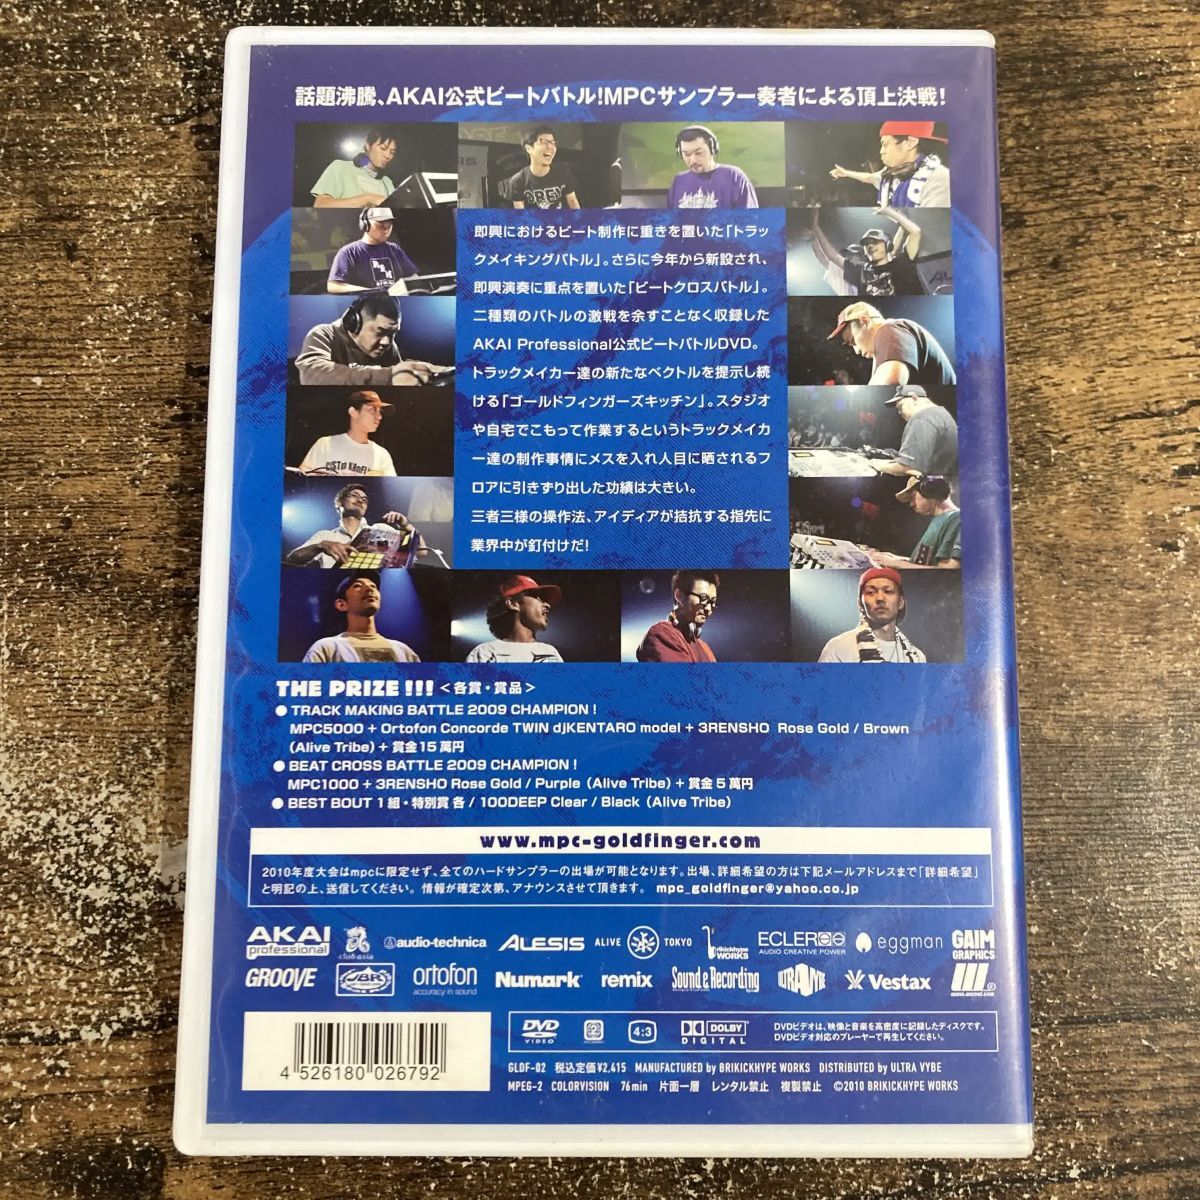 話題沸騰、AKAI公式ビートバトル!MPCサンプラー奏者による頂上決戦!
即興におけるビート制作に重きを置いた「トラッ
クメイキングバトル」。さらに今年から新設され、
即興演奏に重点を置いた「ビートクロスバトル」。
二種類のバトルの激戦を余すことなく収録した
AKAI Professional公式ビートバトルDVD。
トラックメイカー達の新たなベクトルを提示し続
ける「ゴールドフィンガーズキッチン」。スタジオ
や自宅でこもって作業するというトラックメイカ
ー達の制作事情にメスを入れ人目に晒されるフ
ロアに引きずり出した功績は大きい。
三者三様の操作法、アイディアが拮抗する指先に
業界中が釘付けだ!
THE PRIZE !!! <各賞・賞品>
● TRACK MAKING BATTLE 2009 CHAMPION !
MPC5000 + Ortofon Concorde TWIN djKENTARO model + 3RENSHO Rose Gold / Brown
(Alive Tribe) + 賞金15万円
● BEAT CROSS BATTLE 2009 CHAMPION !
MPC1000 + 3RENSHO Rose Gold / Purple (Alive Tribe) + 賞金5万円
● BEST BOUT 1組・特別賞 各 / 100DEEP Clear / Black (Alive Tribe)
www.mpc-goldfinger.com
2010年度大会はmpcに限定せず、全てのハードサンプラーの出場が可能となります。出場、詳細希望の方は下記メールアドレスまで「詳細希望」
と明記の上、送信してください。情報が確定次第、アナウンスさせて頂きます。 mpc_goldfinger@yahoo.co.jp
AKAI professional club asia audio-technica ALESIS ALIVE TOKYO brikickhype WORKS ECLER AUDIO CREATIVE POWER eggman GAIM GRAPHICS
GROOVE JBR ortofon accuracy in sound Numark remix Sound & Recording ULTRA VYBE Vestax
DVD VIDEO 2 4:3 DOLBY DIGITAL
DVDビデオは、映像と音楽を高密度に記録したディスクです。
DVDビデオ対応のプレーヤーで再生してください。
4 526180 026792
GLDF-02 税込定価¥2,415 MANUFACTURED by BRIKICKHYPE WORKS DISTRIBUTED by ULTRA VYBE
MPEG-2 COLORVISION 76min 片面一層 レンタル禁止 複製禁止 ©2010 BRIKICKHYPE WORKS